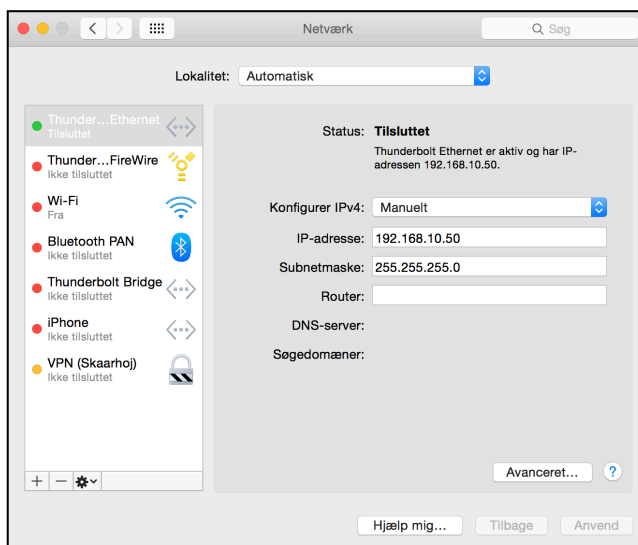 Netværk
Søg
Lokalitet: Automatisk
Thunder...Ethernet
Tilsluttet
Thunder...FireWire
Ikke tilsluttet
Wi-Fi
Fra
Bluetooth PAN
Ikke tilsluttet
Thunderbolt Bridge
Ikke tilsluttet
iPhone
Ikke tilsluttet
VPN (Skaarhoj)
Ikke tilsluttet
Status: Tilsluttet
Thunderbolt Ethernet er aktiv og har IP-
adressen 192.168.10.50.
Konfigurer IPv4: Manuelt
IP-adresse: 192.168.10.50
Subnetmaske: 255.255.255.0
Router:
DNS-server:
Søgedomæner:
Avanceret... ?
Hjælp mig... Tilbage Anvend